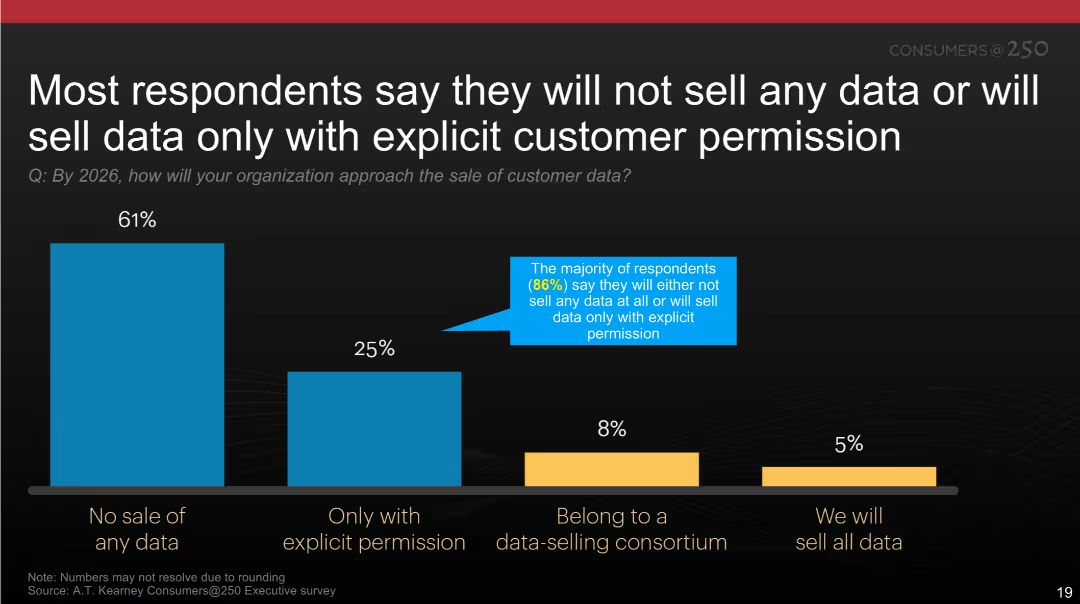 CONSUMERS@250
Most respondents say they will not sell any data or will
sell data only with explicit customer permission
Q: By 2026, how will your organization approach the sale of customer data?
61%
The majority of respondents
(86%) say they will either not
sell any data at all or will sell
data only with explicit
permission
25%
8%
5%
No sale of
any data
Only with
explicit permission
Belong to a
data-selling consortium
We will
sell all data
Note: Numbers may not resolve due to rounding
Source: A.T. Kearney Consumers@250 Executive survey
19